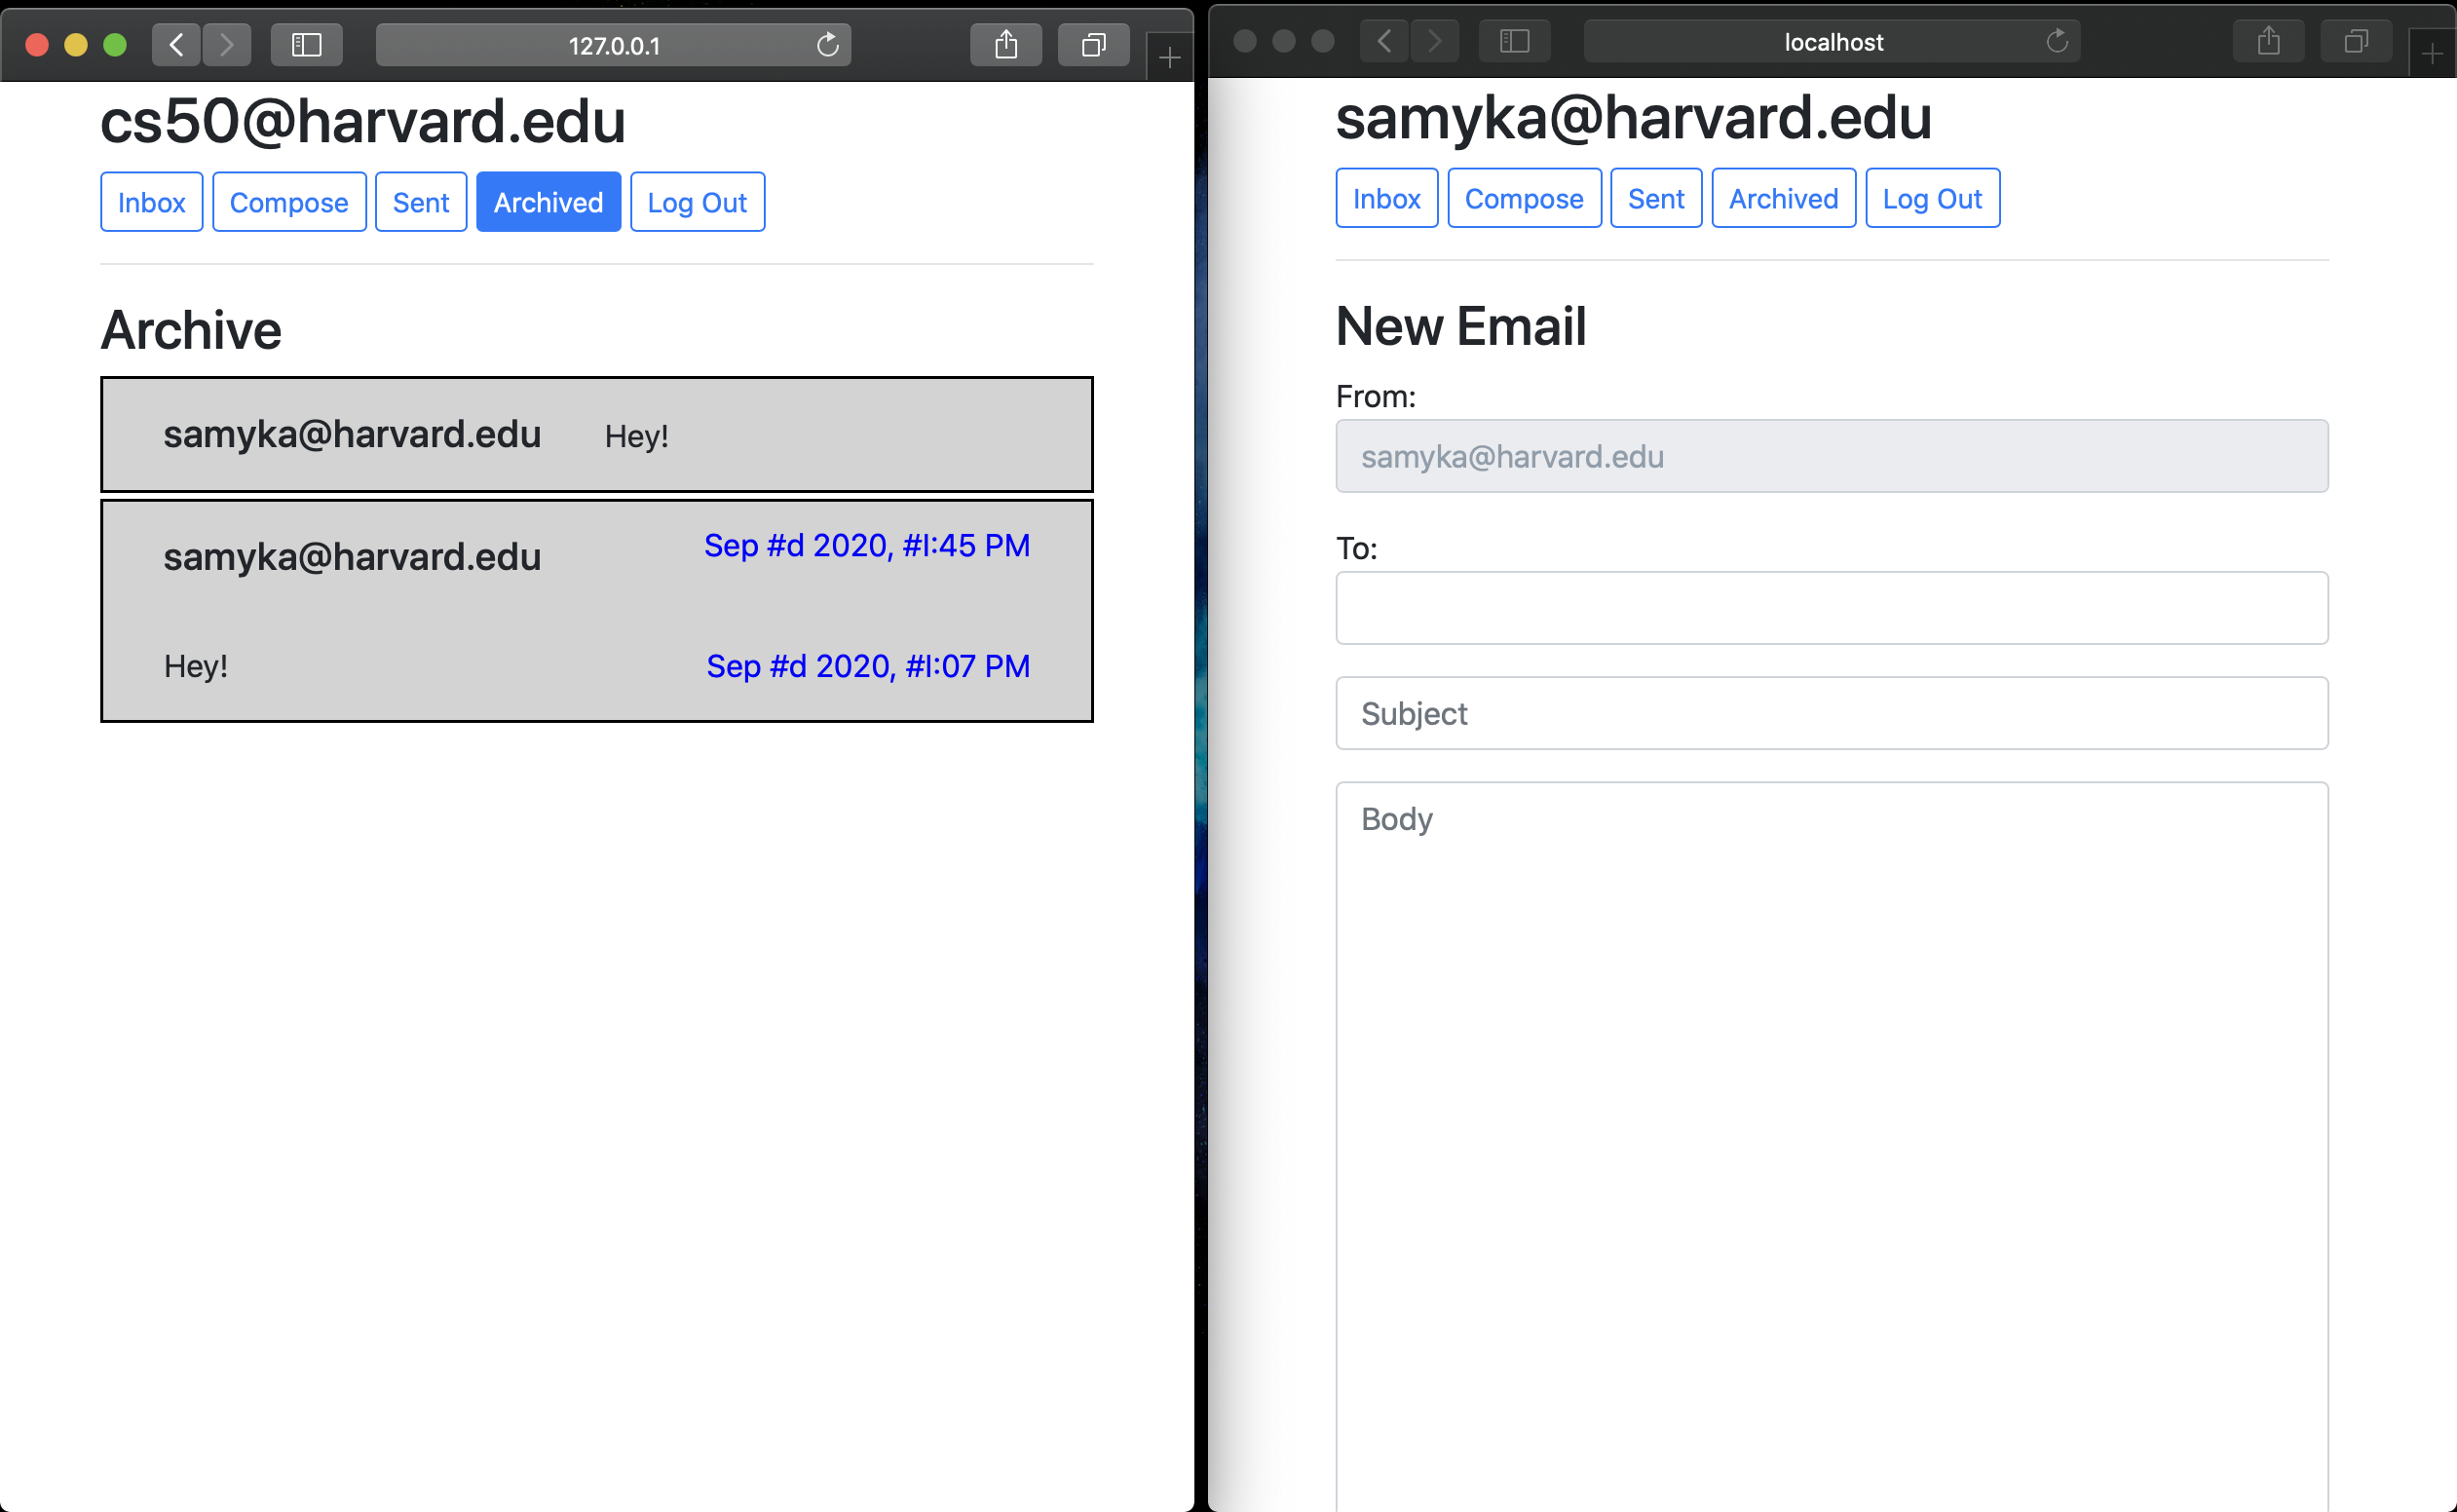 127.0.0.1
cs50@harvard.edu
Inbox Compose Sent Archived Log Out
Archive
samyka@harvard.edu Hey!
samyka@harvard.edu Sep #d 2020, #I:45 PM
Hey! Sep #d 2020, #I:07 PM
localhost
samyka@harvard.edu
Inbox Compose Sent Archived Log Out
New Email
From:
samyka@harvard.edu
To:
Subject
Body